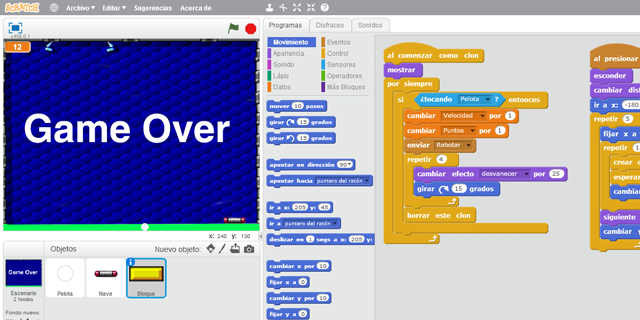 SCRATCH Archivo Editar Sugerencias Acerca de
12
Game Over
x: 240 y: 130
Objetos Nuevo objeto:
Game Over
Escenario
2 fondos
Fondo nuevo:
Pelota
Nave
Bloque
Programas Disfraces Sonidos
Movimiento Eventos
Apariencia Control
Sonido Sensores
Lápiz Operadores
Datos Más Bloques
mover 10 pasos
girar 15 grados
girar 15 grados
apuntar en dirección 90
apuntar hacia puntero del ratón
ir a x: 205 y: 45
ir a puntero del ratón
deslizar en 1 segs a x: 205 y:
cambiar x por 10
fijar x a 0
cambiar y por 10
fijar y a 0
al comenzar como clon
mostrar
por siempre
si ¿tocando Pelota ? entonces
cambiar Velocidad por 1
cambiar Puntos por 1
enviar Rebotar
repetir 4
cambiar efecto desvanecer por 25
girar 15 grados
borrar este clon
al presionar
esconder
cambiar
ir a x: -180
repetir 5
fijar x a
repetir
crear
esperar
cambiar
siguiente
cambiar y